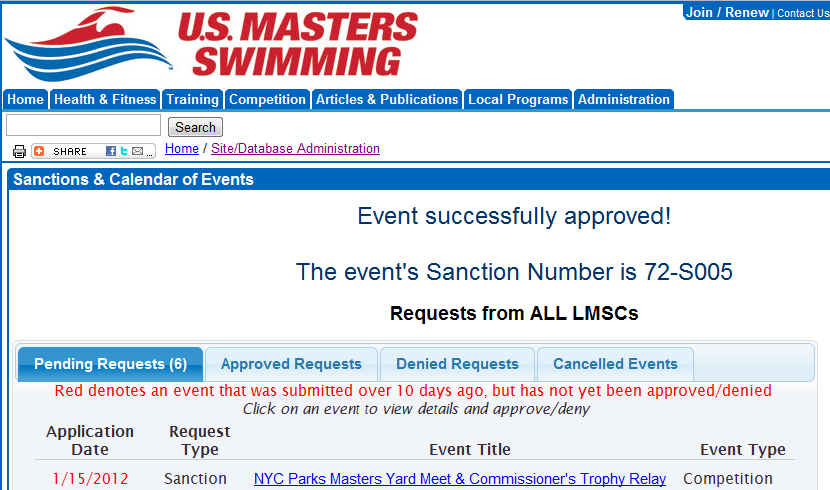 Join / Renew | Contact Us
U.S. MASTERS
SWIMMING
Home Health & Fitness Training Competition Articles & Publications Local Programs Administration
Search
SHARE ... Home / Site/Database Administration
Sanctions & Calendar of Events
Event successfully approved!
The event's Sanction Number is 72-S005
Requests from ALL LMSCs
Pending Requests (6) Approved Requests Denied Requests Cancelled Events
Red denotes an event that was submitted over 10 days ago, but has not yet been approved/denied
Click on an event to view details and approve/deny
Application Date Request Type Event Title Event Type
1/15/2012 Sanction NYC Parks Masters Yard Meet & Commissioner's Trophy Relay Competition